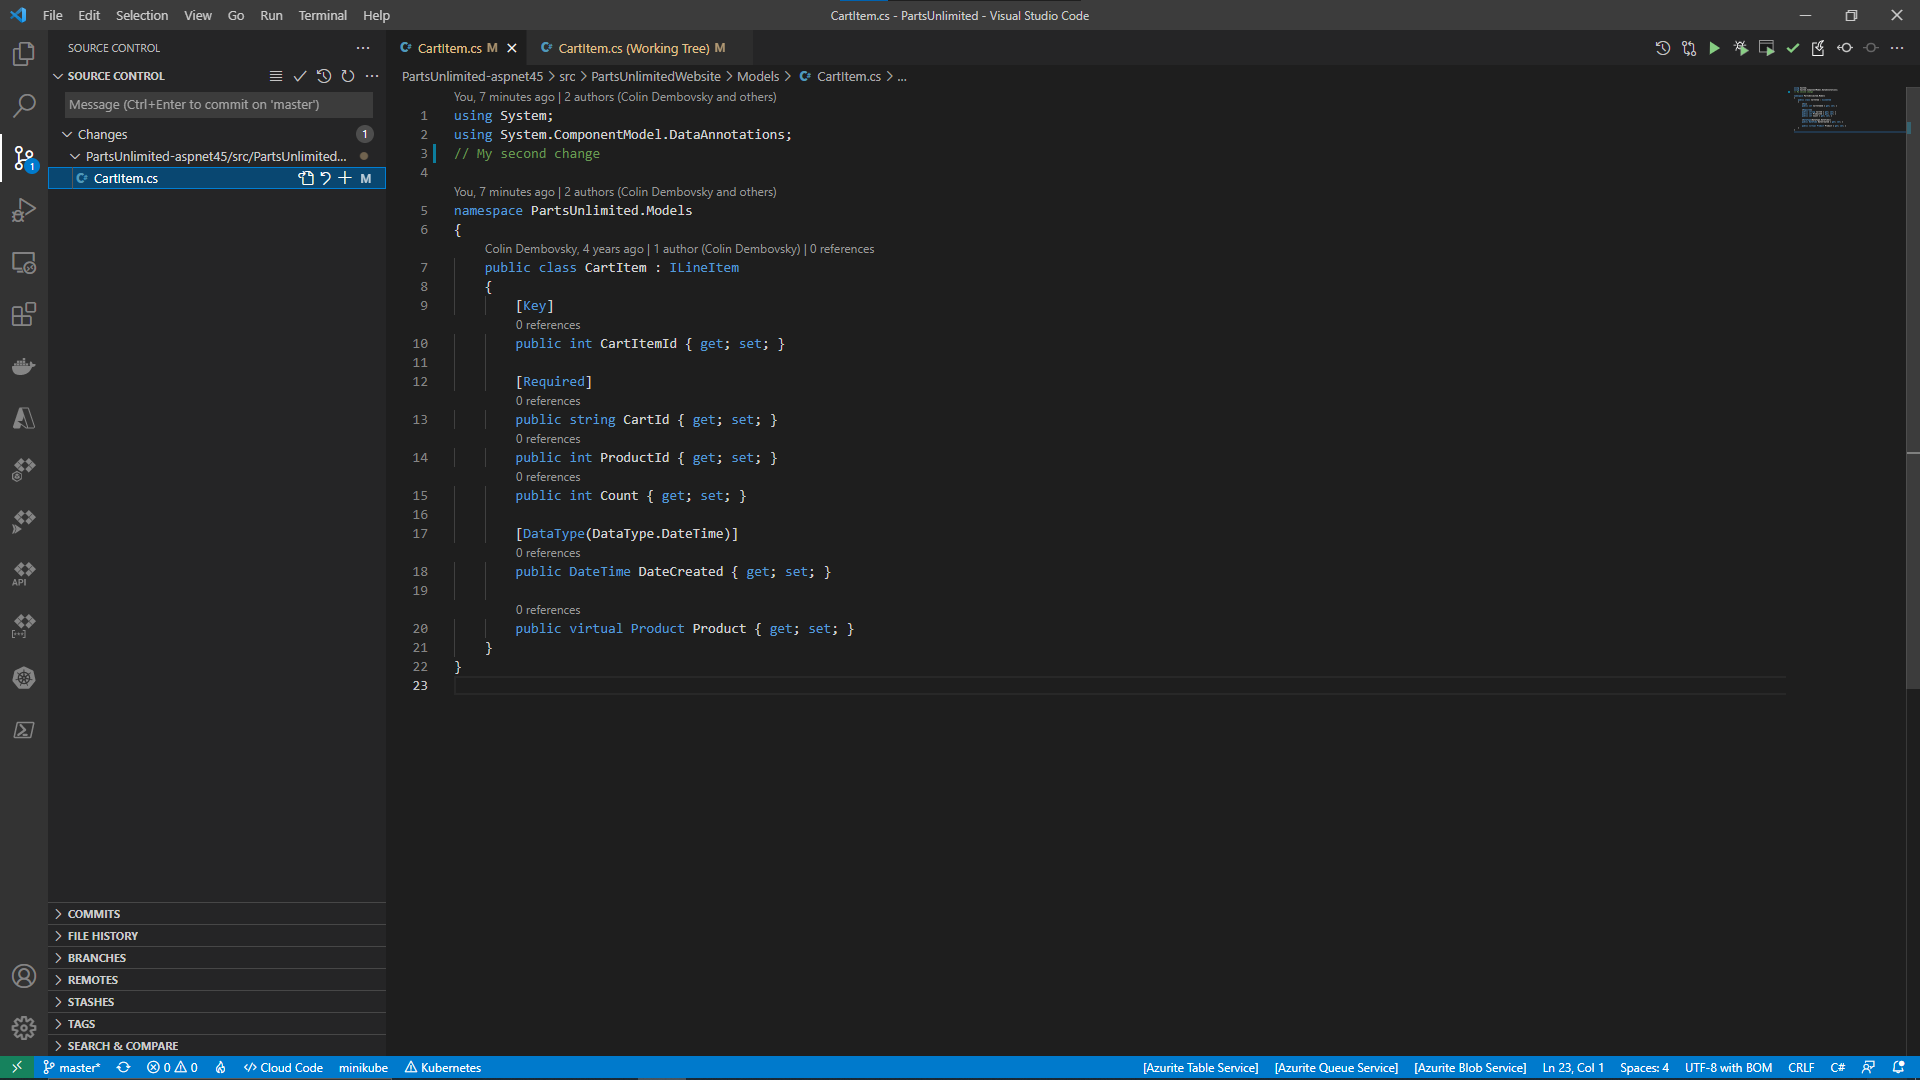 File Edit Selection View Go Run Terminal Help
CartItem.cs - PartsUnlimited - Visual Studio Code
SOURCE CONTROL
SOURCE CONTROL
Message (Ctrl+Enter to commit on 'master')
Changes 1
PartsUnlimited-aspnet45/src/PartsUnlimited...
CartItem.cs M
1
API
COMMITS
FILE HISTORY
BRANCHES
REMOTES
STASHES
TAGS
SEARCH & COMPARE
CartItem.cs M
CartItem.cs (Working Tree) M
PartsUnlimited-aspnet45 > src > PartsUnlimitedWebsite > Models > CartItem.cs > ...
You, 7 minutes ago | 2 authors (Colin Dembovsky and others)
1 using System;
2 using System.ComponentModel.DataAnnotations;
3 // My second change
4
You, 7 minutes ago | 2 authors (Colin Dembovsky and others)
5 namespace PartsUnlimited.Models
6 {
Colin Dembovsky, 4 years ago | 1 author (Colin Dembovsky) | 0 references
7 public class CartItem : ILineItem
8 {
9 [Key]
0 references
10 public int CartItemId { get; set; }
11
12 [Required]
0 references
13 public string CartId { get; set; }
0 references
14 public int ProductId { get; set; }
0 references
15 public int Count { get; set; }
16
17 [DataType(DataType.DateTime)]
0 references
18 public DateTime DateCreated { get; set; }
19
0 references
20 public virtual Product Product { get; set; }
21 }
22 }
23
master* 0 0 Cloud Code minikube Kubernetes
[Azurite Table Service] [Azurite Queue Service] [Azurite Blob Service] Ln 23, Col 1 Spaces: 4 UTF-8 with BOM CRLF C#